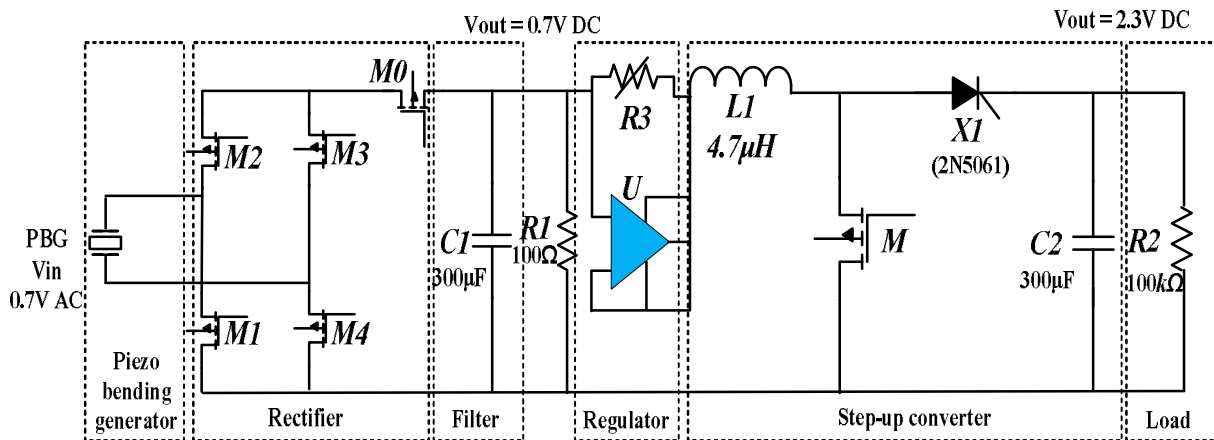 Vout = 0.7V DC
Vout = 2.3V DC
M0
M2
M3
R3
L1
4.7µH
X1
(2N5061)
U
M
PBG
Vin
0.7V AC
C1
300µF
R1
100Ω
C2
300µF
R2
100kΩ
M1
M4
Piezo
bending
generator
Rectifier
Filter
Regulator
Step-up converter
Load